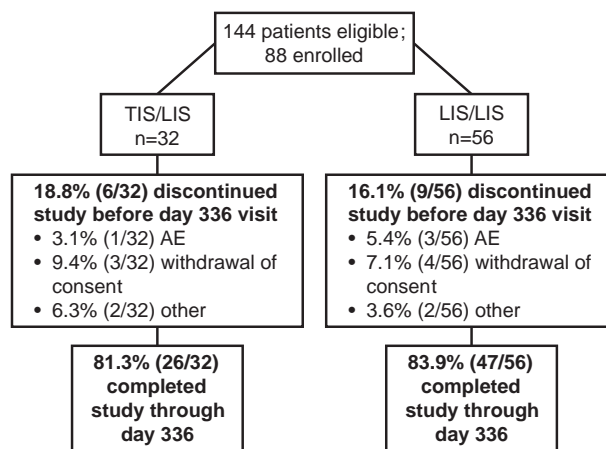 144 patients eligible;
88 enrolled
TIS/LIS
n=32
LIS/LIS
n=56
18.8% (6/32) discontinued
study before day 336 visit
• 3.1% (1/32) AE
• 9.4% (3/32) withdrawal of
consent
• 6.3% (2/32) other
16.1% (9/56) discontinued
study before day 336 visit
• 5.4% (3/56) AE
• 7.1% (4/56) withdrawal of
consent
• 3.6% (2/56) other
81.3% (26/32)
completed
study through
day 336
83.9% (47/56)
completed
study through
day 336